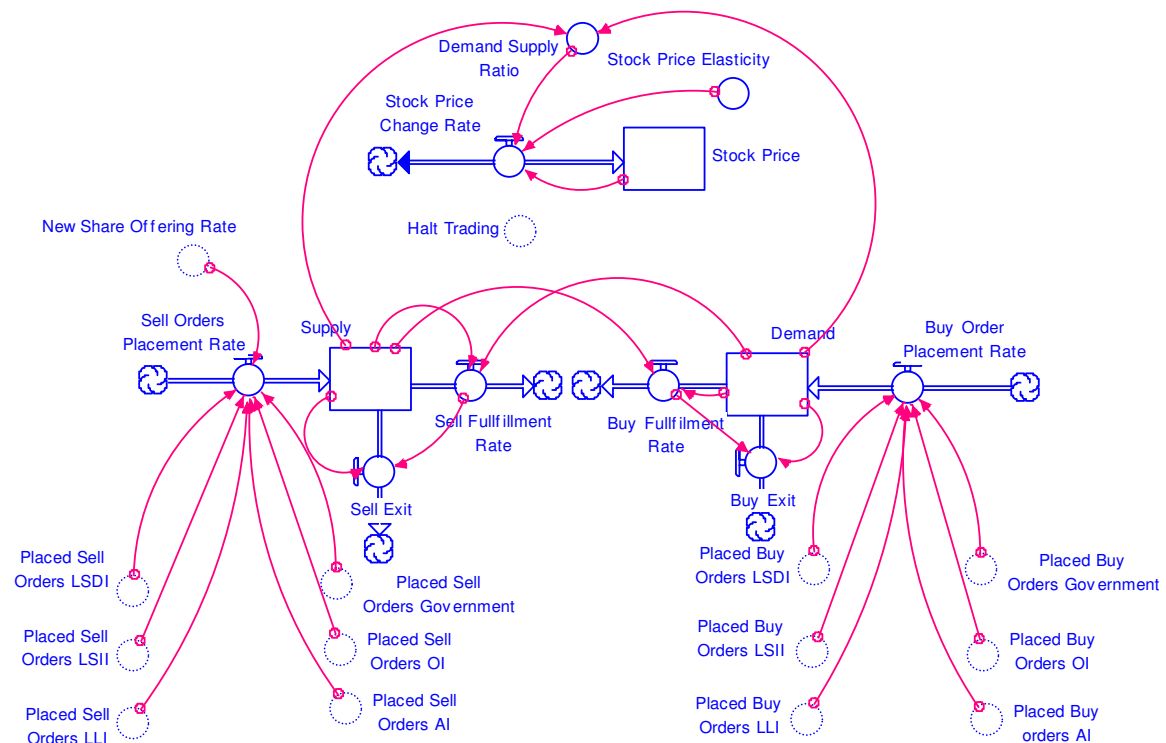 Demand Supply
Ratio
Stock Price Elasticity
Stock Price
Change Rate
Stock Price
New Share Offering Rate
Halt Trading
Sell Orders
Placement Rate
Supply
Demand
Buy Order
Placement Rate
Sell Fullfillment
Rate
Buy Fullfilment
Rate
Sell Exit
Buy Exit
Placed Sell
Orders LSDI
Placed Sell
Orders Government
Placed Buy
Orders LSDI
Placed Buy
Orders Government
Placed Sell
Orders LSII
Placed Sell
Orders OI
Placed Buy
Orders LSII
Placed Buy
Orders OI
Placed Sell
Orders LLI
Placed Sell
Orders AI
Placed Buy
Orders LLI
Placed Buy
orders AI